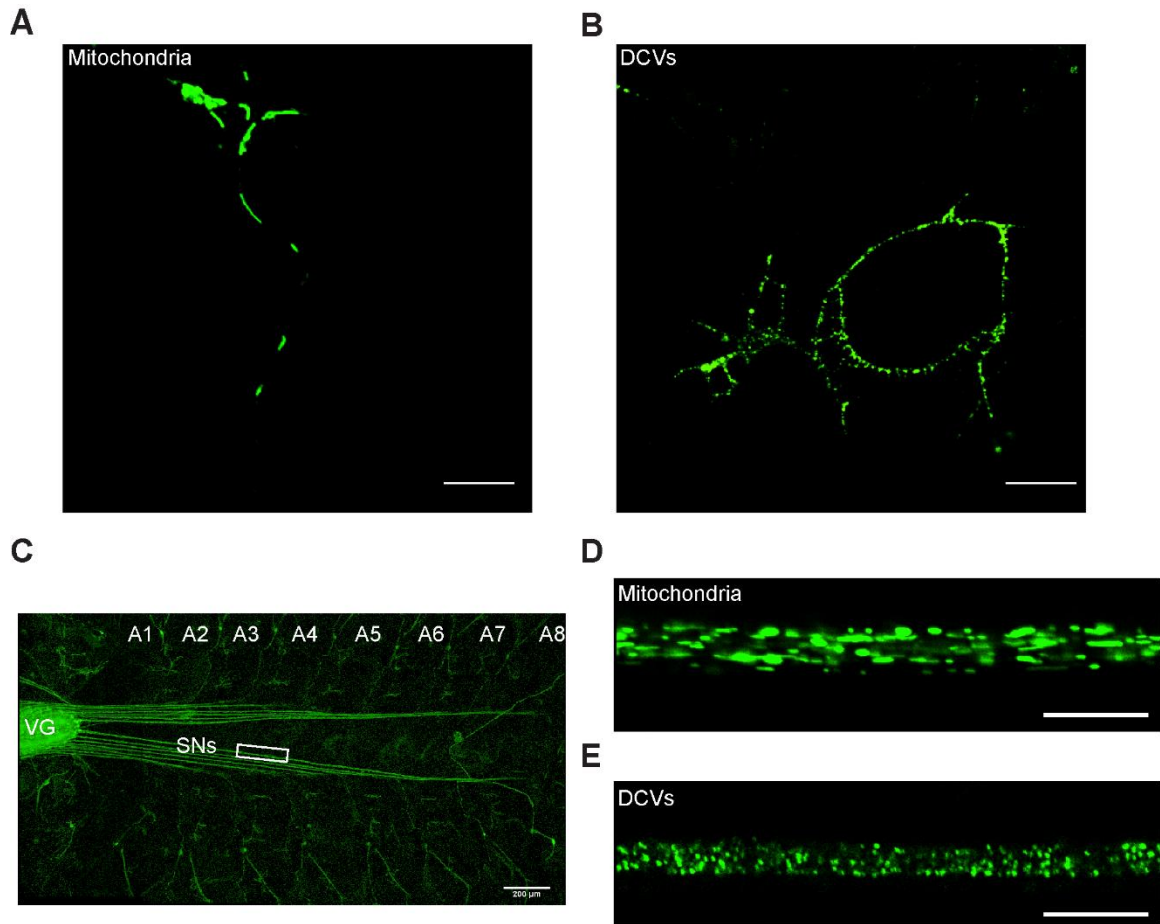 A
Mitochondria
B
DCVs
C
A1 A2 A3 A4 A5 A6 A7 A8
VG
SNs
200 µm
D
Mitochondria
E
DCVs